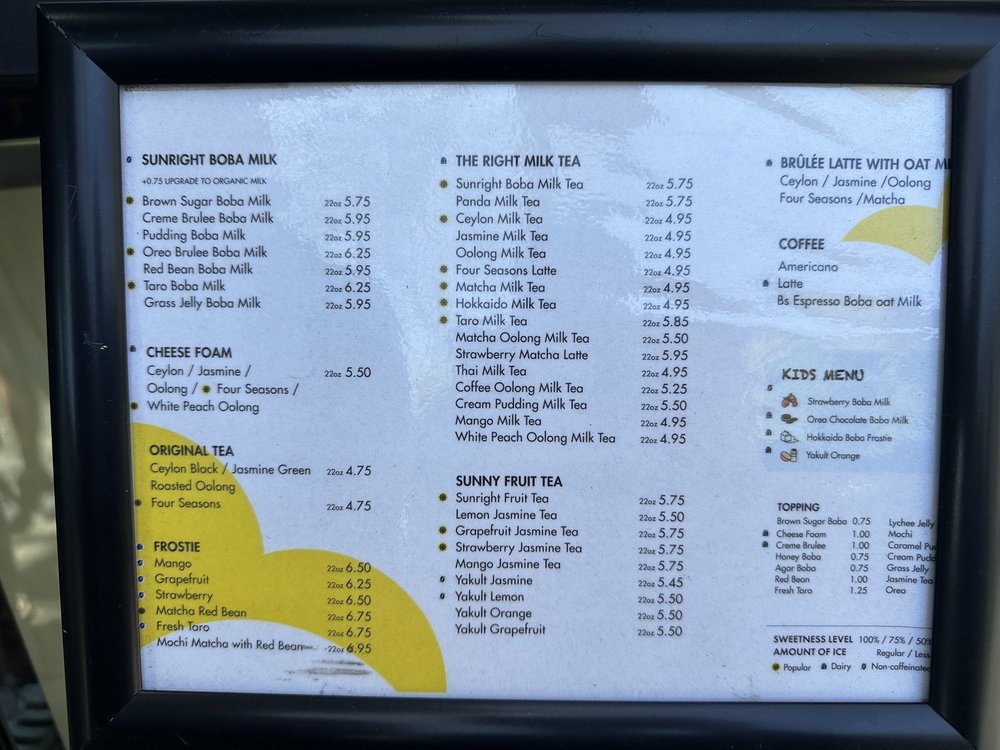 SUNRIGHT BOBA MILK
+0.75 UPGRADE TO ORGANIC MILK
Brown Sugar Boba Milk 22oz 5.75
Creme Brulee Boba Milk 22oz 5.95
Pudding Boba Milk 22oz 5.95
Oreo Brulee Boba Milk 22oz 6.25
Red Bean Boba Milk 22oz 5.95
Taro Boba Milk 22oz 6.25
Grass Jelly Boba Milk 22oz 5.95
CHEESE FOAM
Ceylon / Jasmine / 22oz 5.50
Oolong / Four Seasons /
White Peach Oolong
ORIGINAL TEA
Ceylon Black / Jasmine Green 22oz 4.75
Roasted Oolong
Four Seasons 22oz 4.75
FROSTIE
Mango 22oz 6.50
Grapefruit 22oz 6.25
Strawberry 22oz 6.50
Matcha Red Bean 22oz 6.75
Fresh Taro 22oz 6.75
Mochi Matcha with Red Bean 22oz 6.95
THE RIGHT MILK TEA
Sunright Boba Milk Tea 22oz 5.75
Panda Milk Tea 22oz 5.75
Ceylon Milk Tea 22oz 4.95
Jasmine Milk Tea 22oz 4.95
Oolong Milk Tea 22oz 4.95
Four Seasons Latte 22oz 4.95
Matcha Milk Tea 22oz 4.95
Hokkaido Milk Tea 22oz 4.95
Taro Milk Tea 22oz 5.85
Matcha Oolong Milk Tea 22oz 5.50
Strawberry Matcha Latte 22oz 5.95
Thai Milk Tea 22oz 4.95
Coffee Oolong Milk Tea 22oz 5.25
Cream Pudding Milk Tea 22oz 5.50
Mango Milk Tea 22oz 4.95
White Peach Oolong Milk Tea 22oz 4.95
SUNNY FRUIT TEA
Sunright Fruit Tea 22oz 5.75
Lemon Jasmine Tea 22oz 5.50
Grapefruit Jasmine Tea 22oz 5.75
Strawberry Jasmine Tea 22oz 5.75
Mango Jasmine Tea 22oz 5.75
Yakult Jasmine 22oz 5.45
Yakult Lemon 22oz 5.50
Yakult Orange 22oz 5.50
Yakult Grapefruit 22oz 5.50
BRÛLÉE LATTE WITH OAT
Ceylon / Jasmine /Oolong
Four Seasons /Matcha
COFFEE
Americano
Latte
Bs Espresso Boba oat Milk
KIDS MENU
Strawberry Boba Milk
Oreo Chocolate Boba Milk
Hokkaido Boba Frostie
Yakult Orange
TOPPING
Brown Sugar Boba 0.75 Lychee Jelly
Cheese Foam 1.00 Mochi
Creme Brulee 1.00 Caramel
Honey Boba 0.75 Cream
Agar Boba 0.75 Grass Jelly
Red Bean 1.00 Jasmine Tea
Fresh Taro 1.25 Oreo
SWEETNESS LEVEL 100% / 75% / 50%
AMOUNT OF ICE Regular / Less
Popular Dairy Non-caffeinated